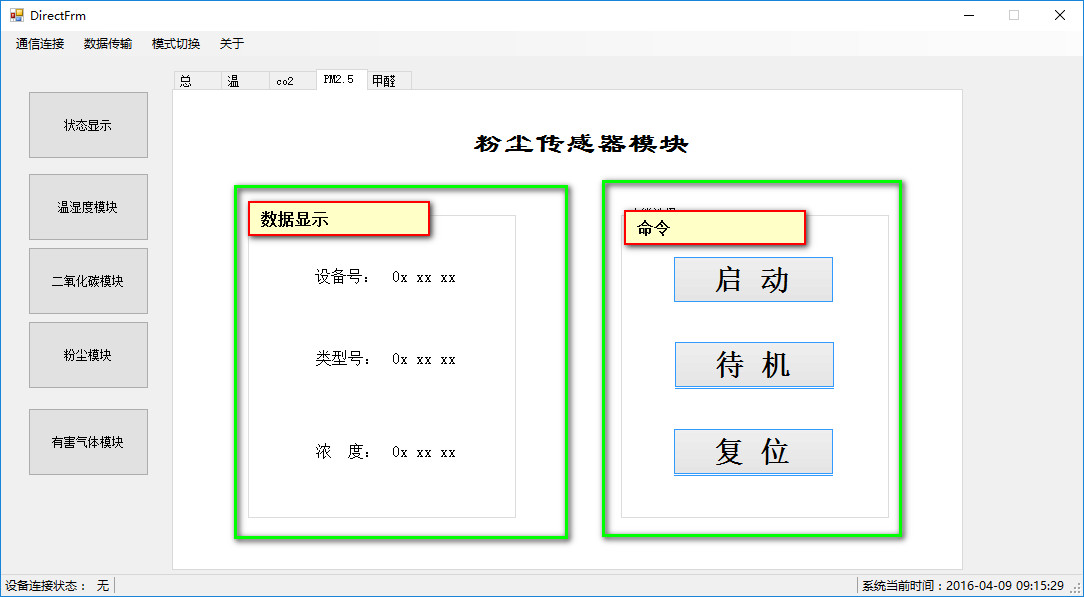 DirectFrm
通信连接 数据传输 模式切换 关于
总 温 co2 PM2.5 甲醛
状态显示
温湿度模块
二氧化碳模块
粉尘模块
有害气体模块
粉尘传感器模块
数据显示
设备号： 0x xx xx
类型号： 0x xx xx
浓 度： 0x xx xx
命令
启 动
待 机
复 位
设备连接状态： 无
系统当前时间：2016-04-09 09:15:29